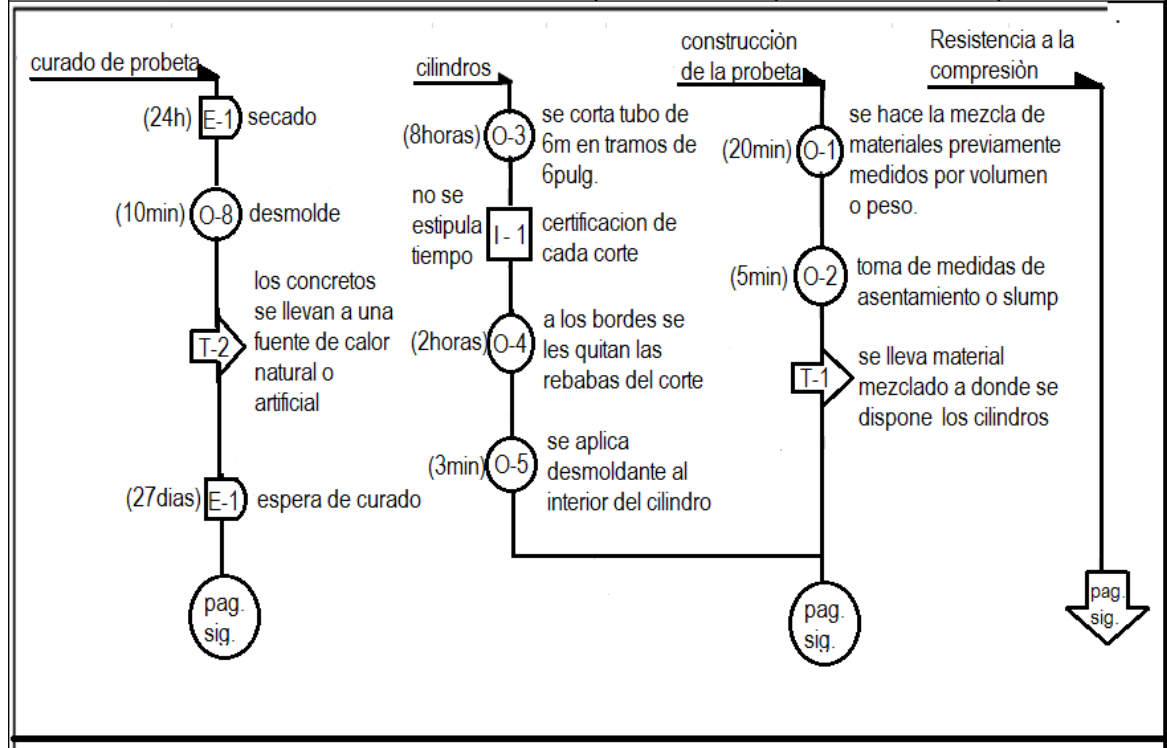 curado de probeta
(24h) E-1 secado
(10min) O-8 desmolde
los concretos
se llevan a una
fuente de calor
natural o
artificial
T-2
(27dias) E-1 espera de curado
pag.
sig.
cilindros
(8horas) O-3
se corta tubo de
6m en tramos de
6pulg.
no se
estipula
tiempo
I - 1
certificacion de
cada corte
(2horas) O-4
a los bordes se
les quitan las
rebabas del corte
(3min) O-5
se aplica
desmoldante al
interior del cilindro
construcciòn
de la probeta
(20min) O-1
se hace la mezcla de
materiales previamente
medidos por volumen
o peso.
(5min) O-2
toma de medidas de
asentamiento o slump
T-1
se lleva material
mezclado a donde se
dispone los cilindros
pag.
sig.
Resistencia a la
compresiòn
pag.
sig.